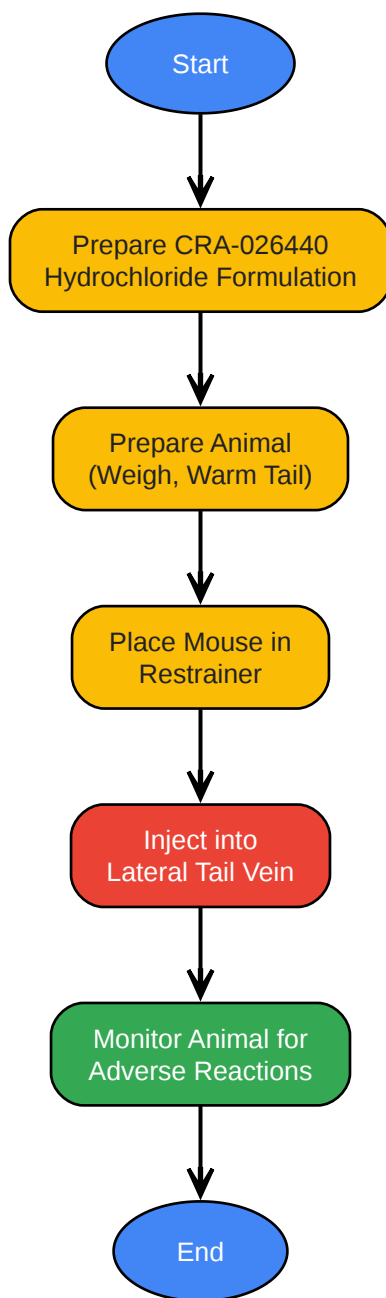 Start
Prepare CRA-026440
Hydrochloride Formulation
Prepare Animal
(Weigh, Warm Tail)
Place Mouse in
Restrainer
Inject into
Lateral Tail Vein
Monitor Animal for
Adverse Reactions
End